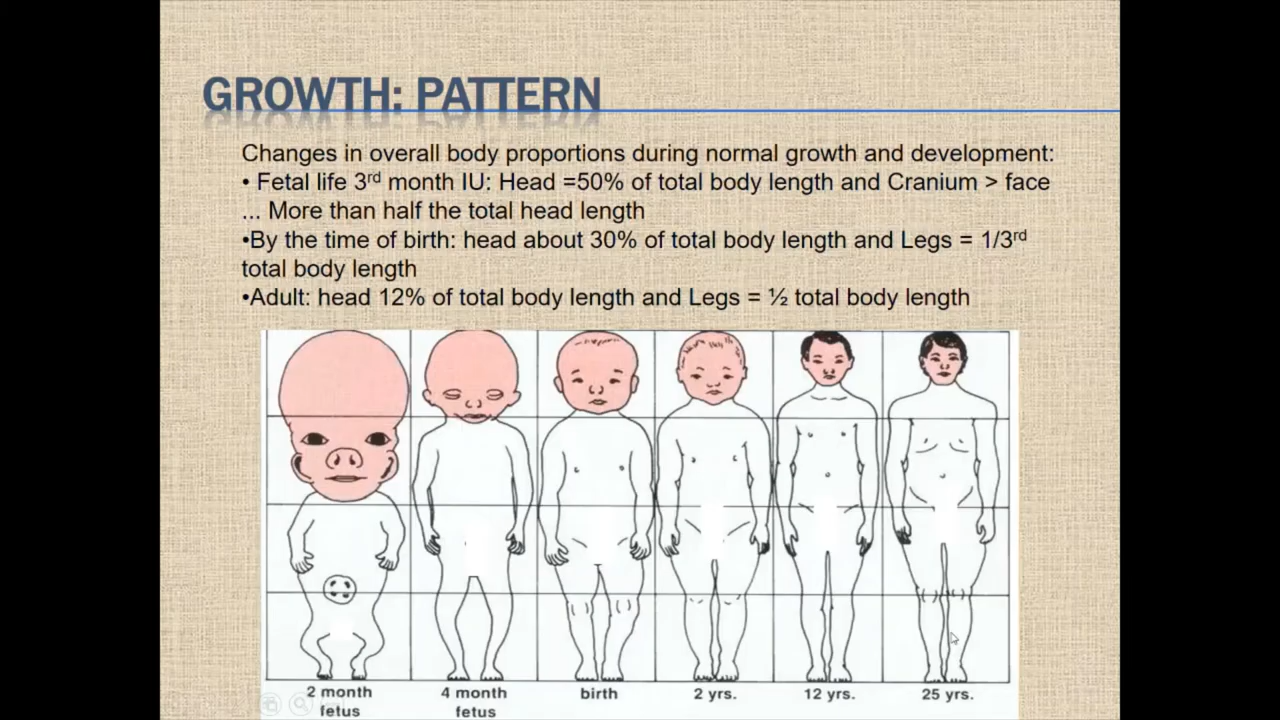 GROWTH: PATTERN
Changes in overall body proportions during normal growth and development:
• Fetal life 3rd month IU: Head =50% of total body length and Cranium > face
... More than half the total head length
•By the time of birth: head about 30% of total body length and Legs = 1/3rd
total body length
•Adult: head 12% of total body length and Legs = ½ total body length
2 month
fetus
4 month
fetus
birth
2 yrs.
12 yrs.
25 yrs.